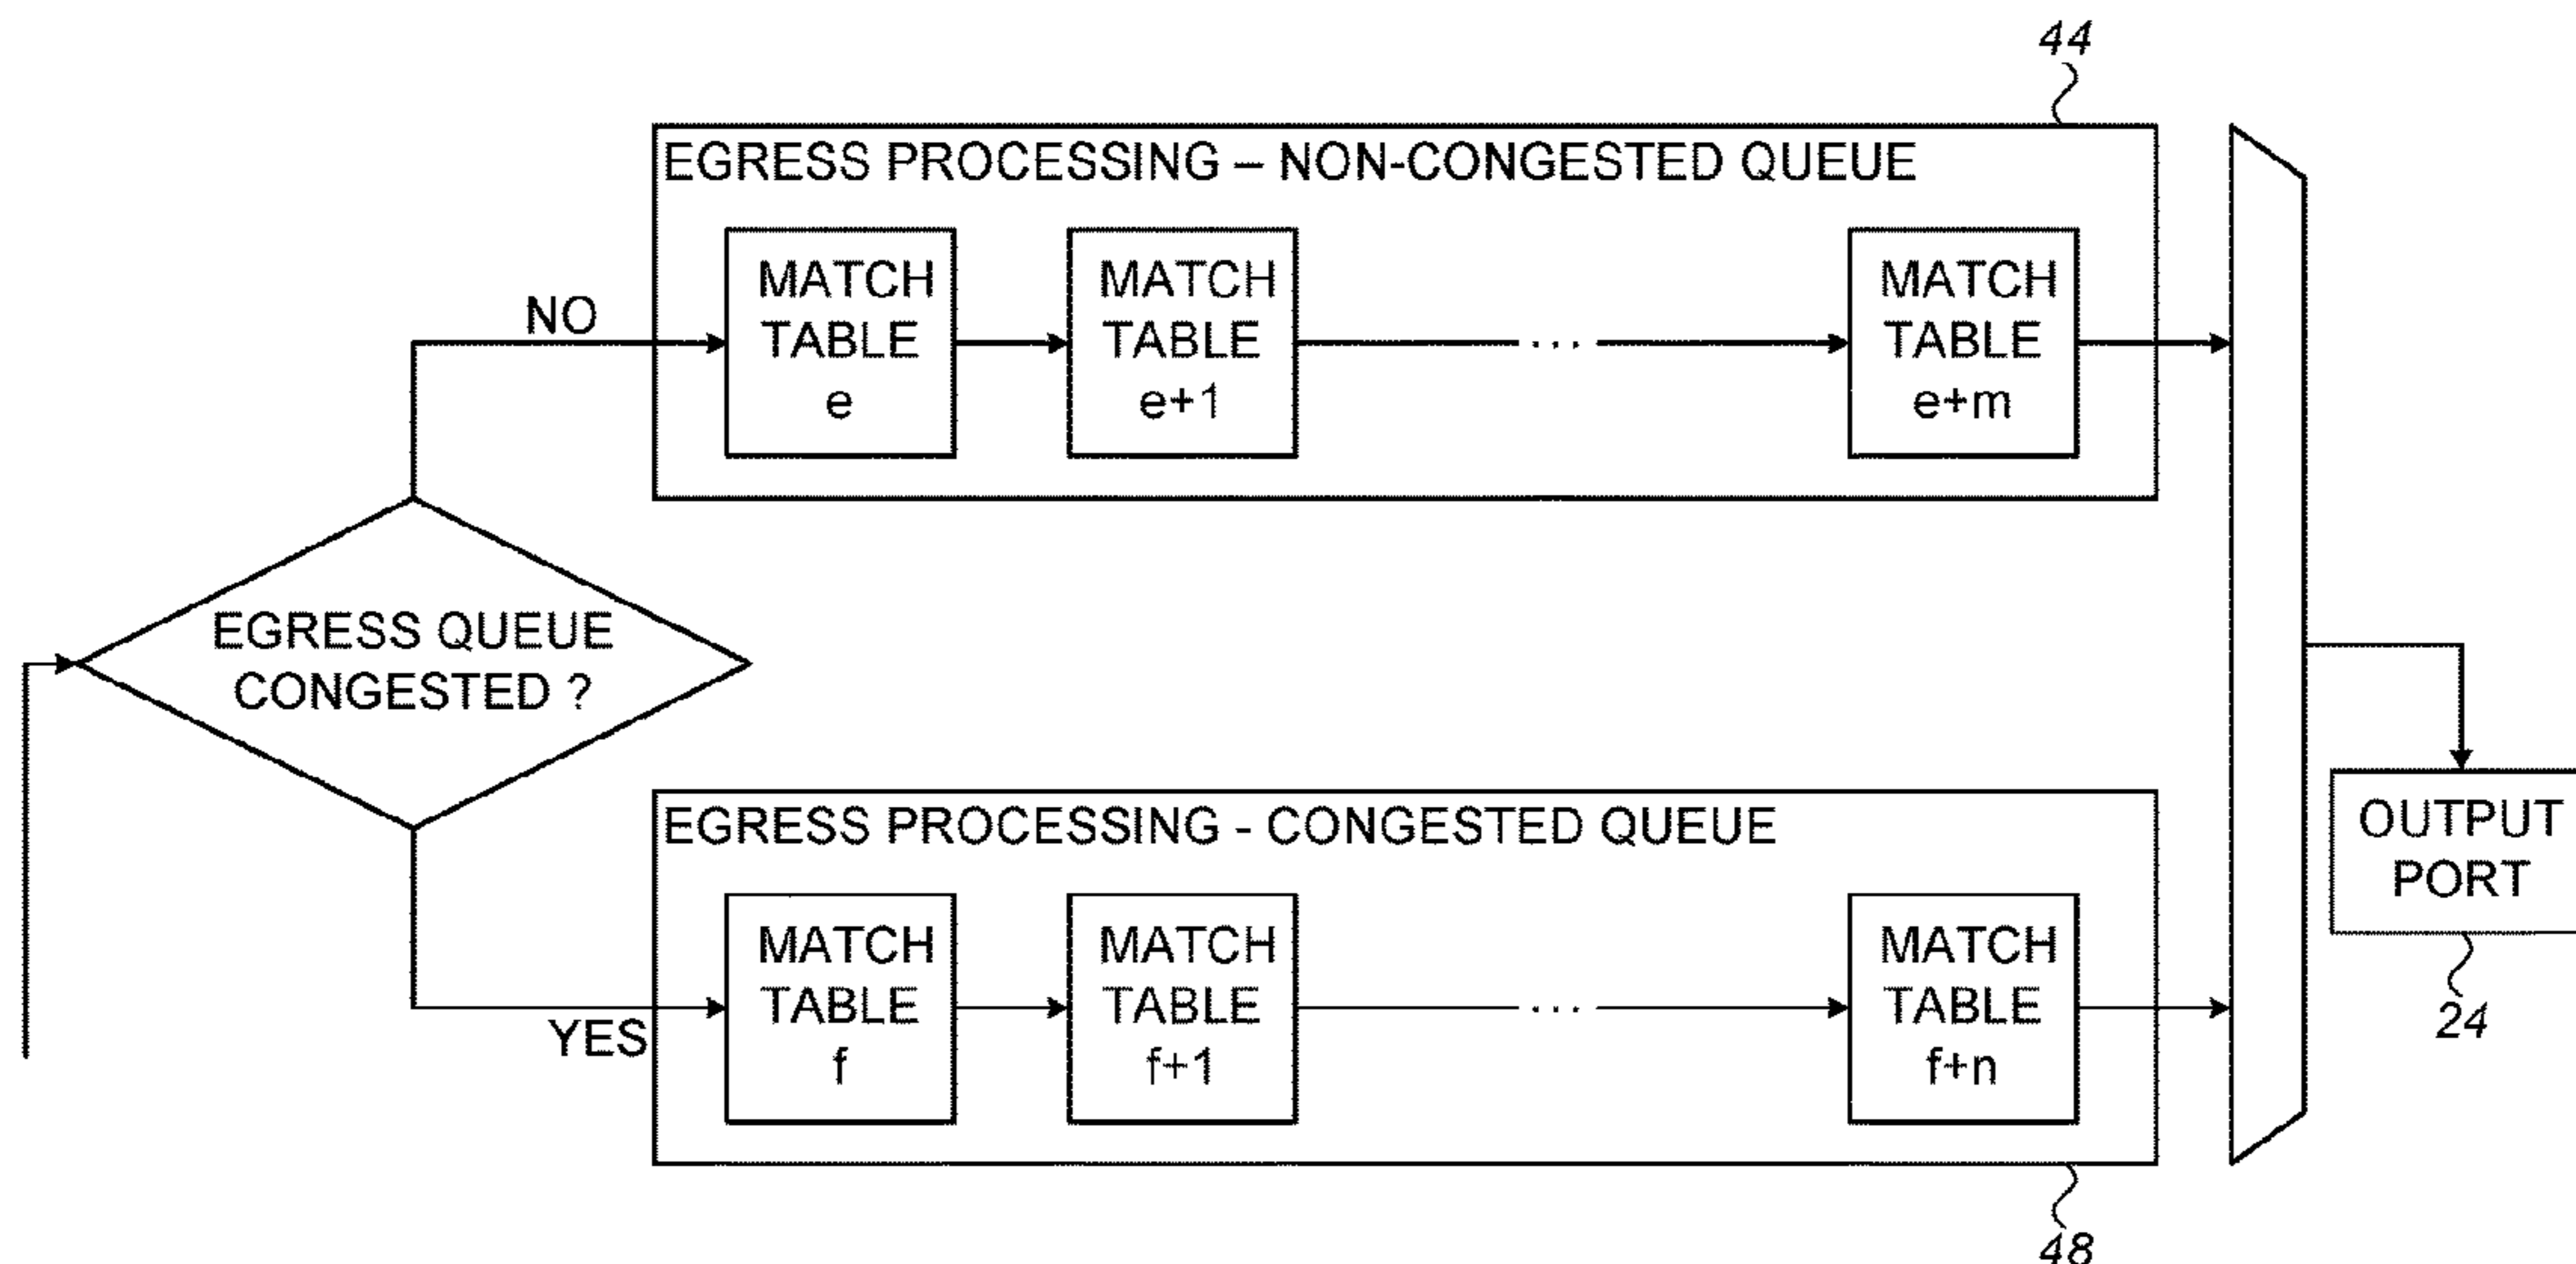 44
EGRESS PROCESSING – NON-CONGESTED QUEUE
MATCH
TABLE
e
MATCH
TABLE
e+1
...
MATCH
TABLE
e+m
NO
EGRESS QUEUE
CONGESTED ?
YES
EGRESS PROCESSING - CONGESTED QUEUE
MATCH
TABLE
f
MATCH
TABLE
f+1
...
MATCH
TABLE
f+n
48
OUTPUT
PORT
24